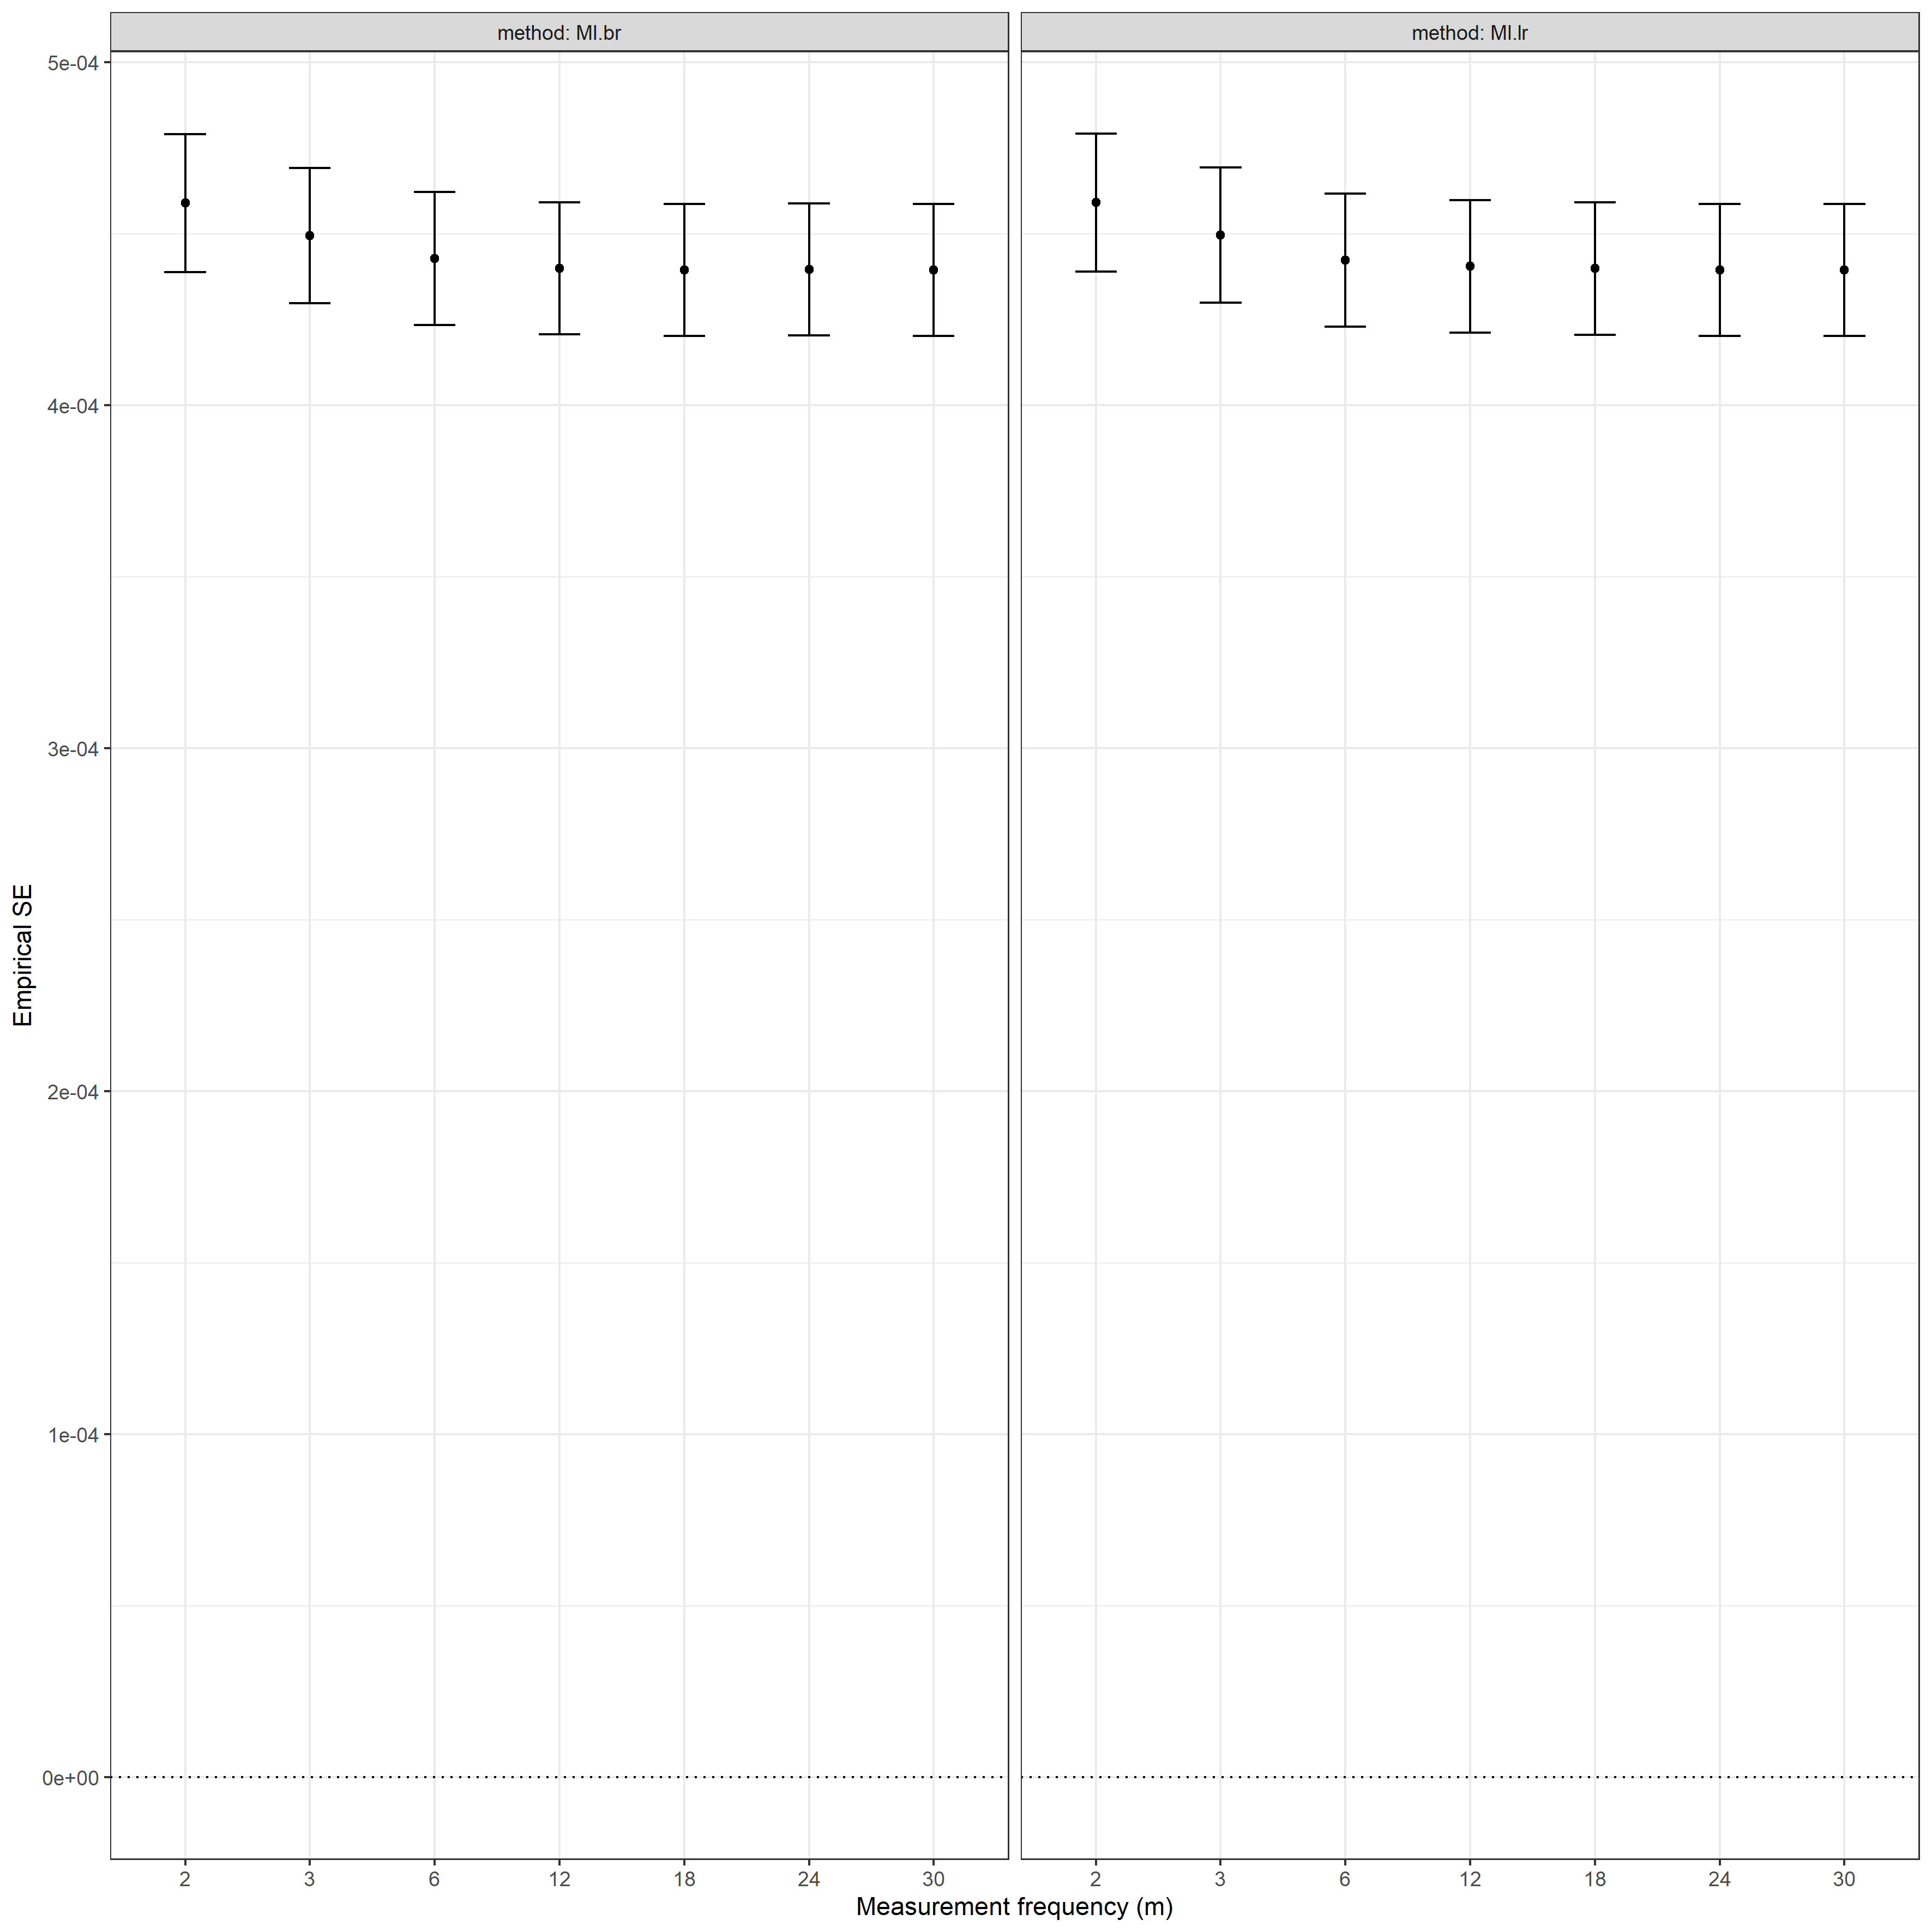 method: MI.br
method: MI.lr
5e-04
4e-04
3e-04
2e-04
1e-04
0e+00
Empirical SE
2 3 6 12 18 24 30
2 3 6 12 18 24 30
Measurement frequency (m)